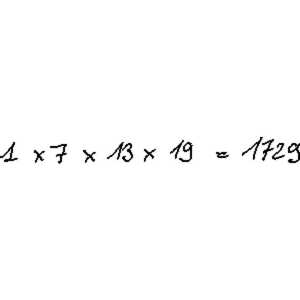 1 × 7 × 13 × 19 = 1729